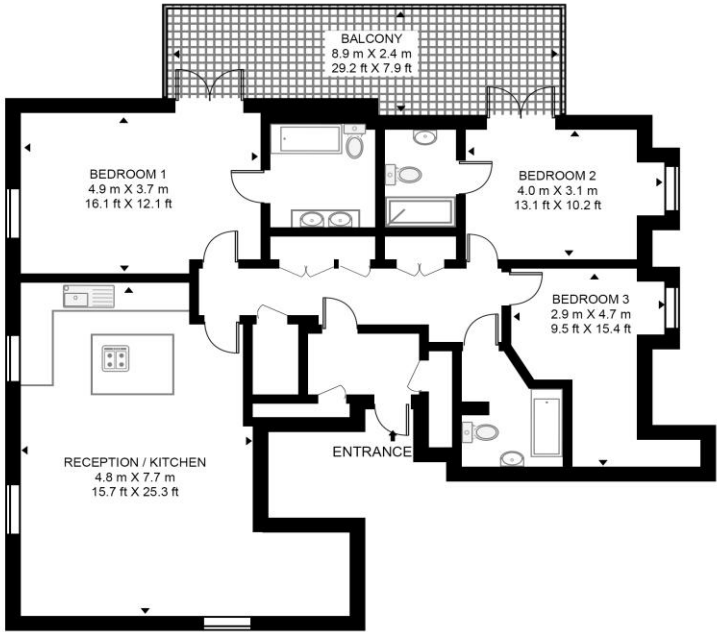 BALCONY
8.9 m X 2.4 m
29.2 ft X 7.9 ft
BEDROOM 1
4.9 m X 3.7 m
16.1 ft X 12.1 ft
BEDROOM 2
4.0 m X 3.1 m
13.1 ft X 10.2 ft
BEDROOM 3
2.9 m X 4.7 m
9.5 ft X 15.4 ft
ENTRANCE
RECEPTION / KITCHEN
4.8 m X 7.7 m
15.7 ft X 25.3 ft